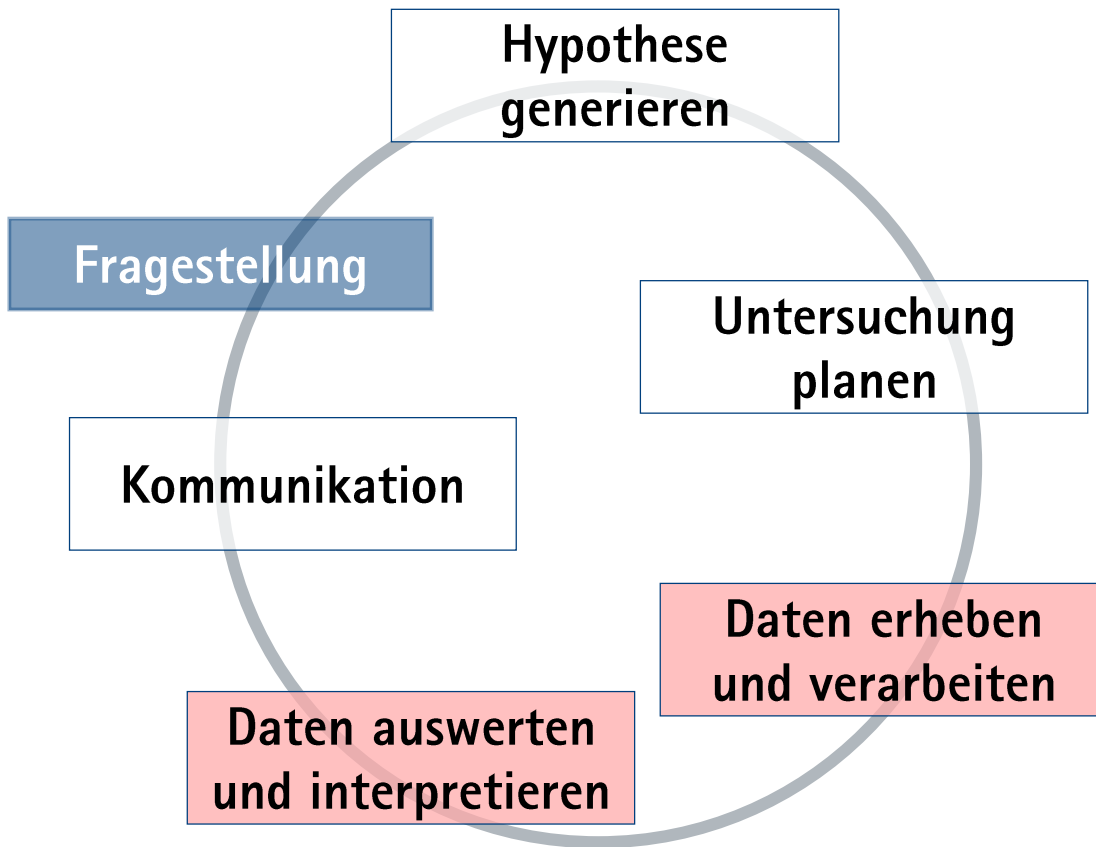 Hypothese
generieren
Fragestellung
Untersuchung
planen
Kommunikation
Daten erheben
und verarbeiten
Daten auswerten
und interpretieren